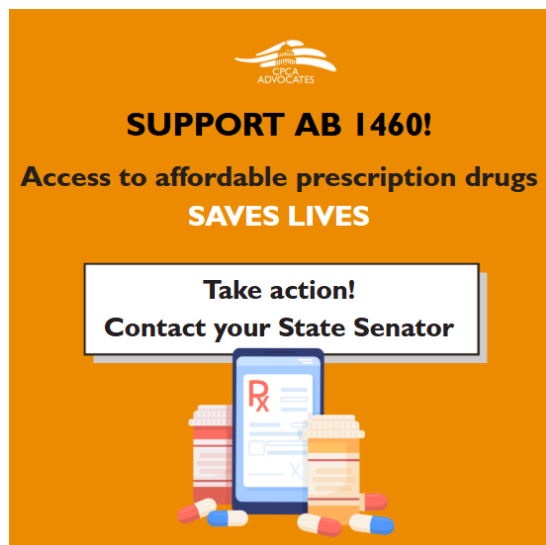 CPCA
ADVOCATES
SUPPORT AB 1460!
Access to affordable prescription drugs
SAVES LIVES
Take action!
Contact your State Senator
Rx
X